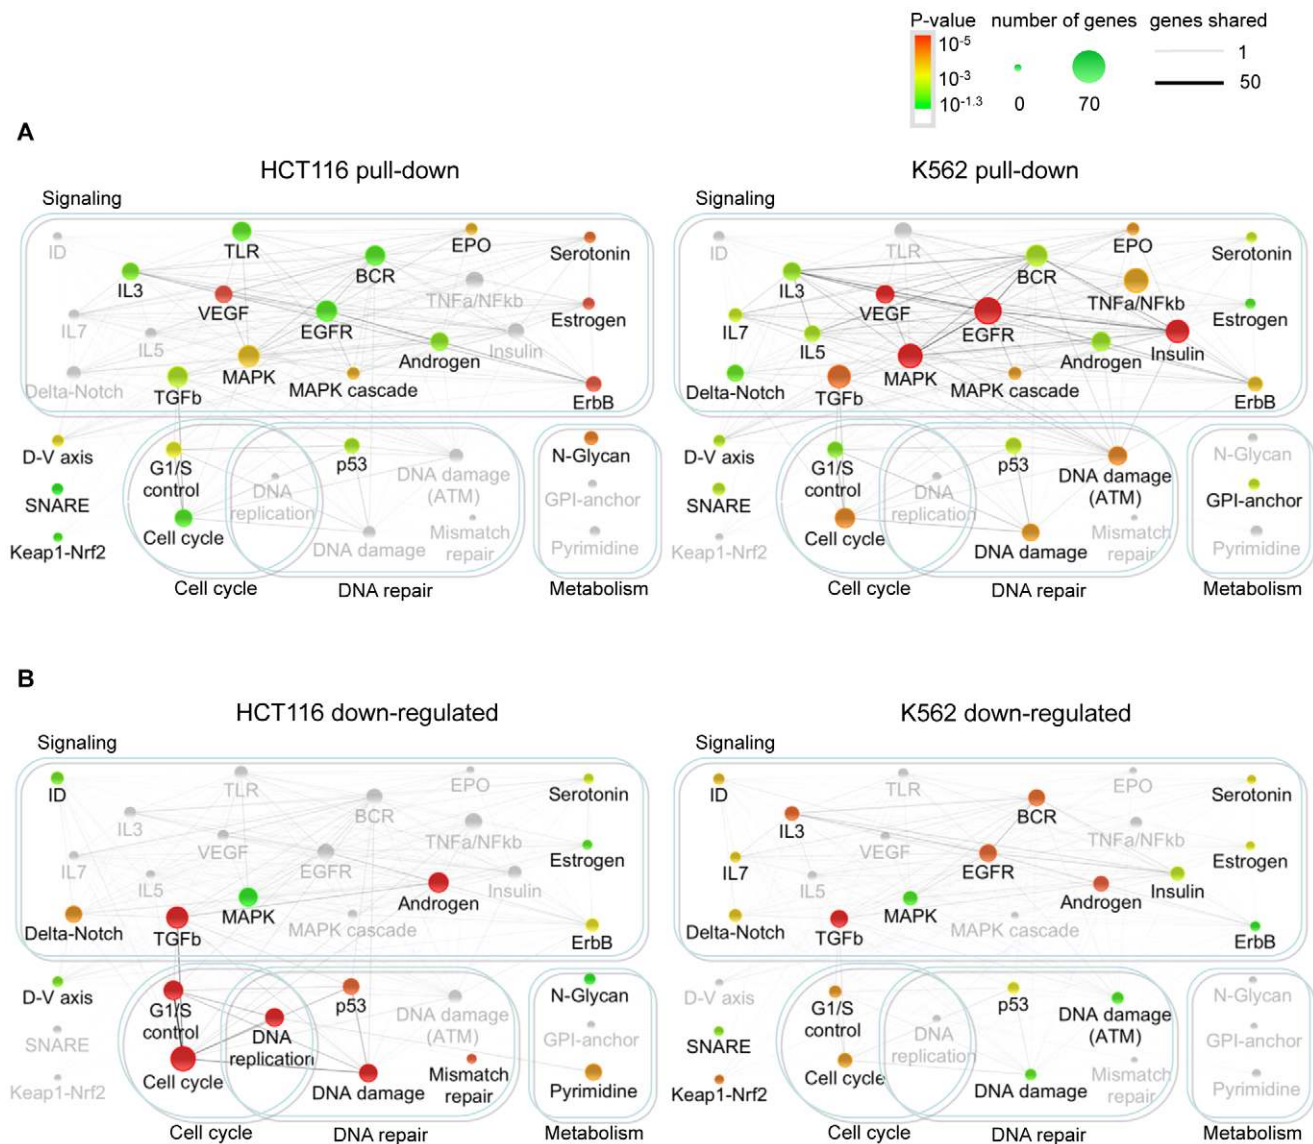 P-value number of genes genes shared
10-5
10-3
10-1.3
0 70
1
50
A
HCT116 pull-down
Signaling
ID
TLR
BCR
EPO
Serotonin
IL3
VEGF
TNFa/NFkb
IL7
IL5
EGFR
Estrogen
Insulin
Androgen
Delta-Notch
TGFb
MAPK
MAPK cascade
ErbB
D-V axis
SNARE
Keap1-Nrf2
G1/S
control
Cell cycle
DNA
replication
p53
DNA damage
(ATM)
Mismatch
repair
DNA damage
N-Glycan
GPI-anchor
Pyrimidine
Cell cycle
DNA repair
Metabolism
K562 pull-down
Signaling
ID
TLR
BCR
EPO
Serotonin
IL3
VEGF
TNFa/NFkb
IL7
IL5
EGFR
Estrogen
Insulin
Androgen
Delta-Notch
TGFb
MAPK
MAPK cascade
ErbB
D-V axis
SNARE
Keap1-Nrf2
G1/S
control
Cell cycle
DNA
replication
p53
DNA damage
(ATM)
Mismatch
repair
DNA damage
N-Glycan
GPI-anchor
Pyrimidine
Cell cycle
DNA repair
Metabolism
B
HCT116 down-regulated
Signaling
ID
TLR
BCR
EPO
Serotonin
IL3
VEGF
TNFa/NFkb
IL7
IL5
EGFR
Estrogen
Insulin
Androgen
Delta-Notch
TGFb
MAPK
MAPK cascade
ErbB
D-V axis
SNARE
Keap1-Nrf2
G1/S
control
Cell cycle
DNA
replication
p53
DNA damage
(ATM)
Mismatch
repair
DNA damage
N-Glycan
GPI-anchor
Pyrimidine
Cell cycle
DNA repair
Metabolism
K562 down-regulated
Signaling
ID
TLR
BCR
EPO
Serotonin
IL3
VEGF
TNFa/NFkb
IL7
IL5
EGFR
Estrogen
Insulin
Androgen
Delta-Notch
TGFb
MAPK
MAPK cascade
ErbB
D-V axis
SNARE
Keap1-Nrf2
G1/S
control
Cell cycle
DNA
replication
p53
DNA damage
(ATM)
Mismatch
repair
DNA damage
N-Glycan
GPI-anchor
Pyrimidine
Cell cycle
DNA repair
Metabolism